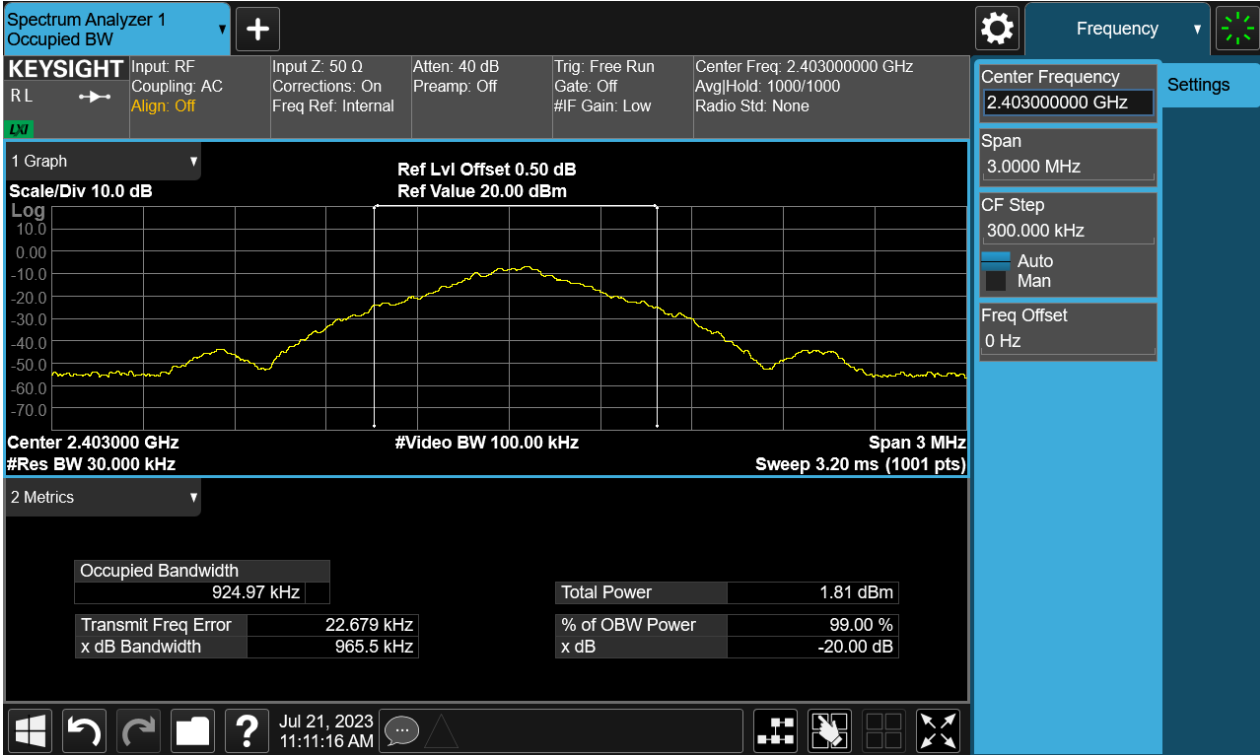 Spectrum Analyzer 1
Occupied BW
Frequency
KEYSIGHT
R L
LXI
Input: RF
Coupling: AC
Align: Off
Input Z: 50 Ω
Corrections: On
Freq Ref: Internal
Atten: 40 dB
Preamp: Off
Trig: Free Run
Gate: Off
#IF Gain: Low
Center Freq: 2.403000000 GHz
Avg|Hold: 1000/1000
Radio Std: None
Center Frequency
2.403000000 GHz
Settings
Span
3.0000 MHz
CF Step
300.000 kHz
Auto
Man
Freq Offset
0 Hz
1 Graph
Ref Lvl Offset 0.50 dB
Scale/Div 10.0 dB
Ref Value 20.00 dBm
Log
10.0
0.00
-10.0
-20.0
-30.0
-40.0
-50.0
-60.0
-70.0
Center 2.403000 GHz
#Video BW 100.00 kHz
Span 3 MHz
#Res BW 30.000 kHz
Sweep 3.20 ms (1001 pts)
2 Metrics
Occupied Bandwidth
924.97 kHz
Total Power 1.81 dBm
Transmit Freq Error 22.679 kHz
% of OBW Power 99.00 %
x dB Bandwidth 965.5 kHz
x dB -20.00 dB
?
Jul 21, 2023
11:11:16 AM